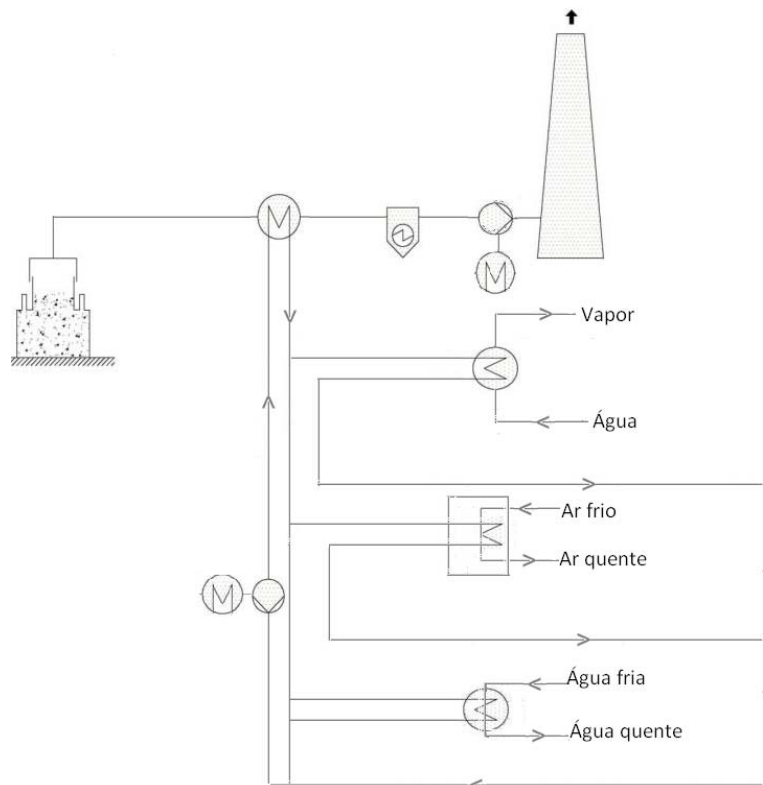 M
M
Vapor
Água
Ar frio
Ar quente
M
Água fria
Água quente